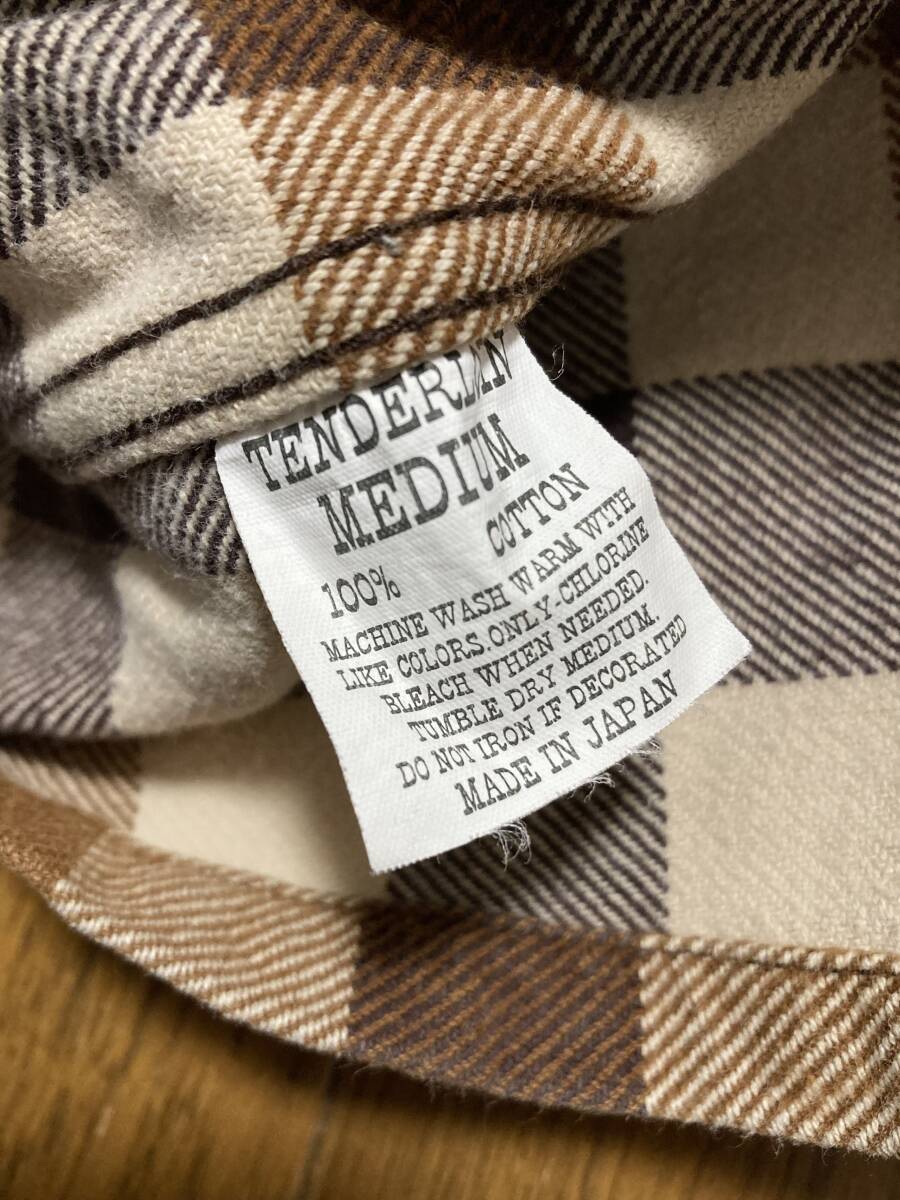 TENDERLOIN
MEDIUM
100% COTTON
MACHINE WASH WARM WITH
LIKE COLORS.ONLY-CHLORINE
BLEACH WHEN NEEDED.
TUMBLE DRY MEDIUM.
DO NOT IRON IF DECORATED
MADE IN JAPAN